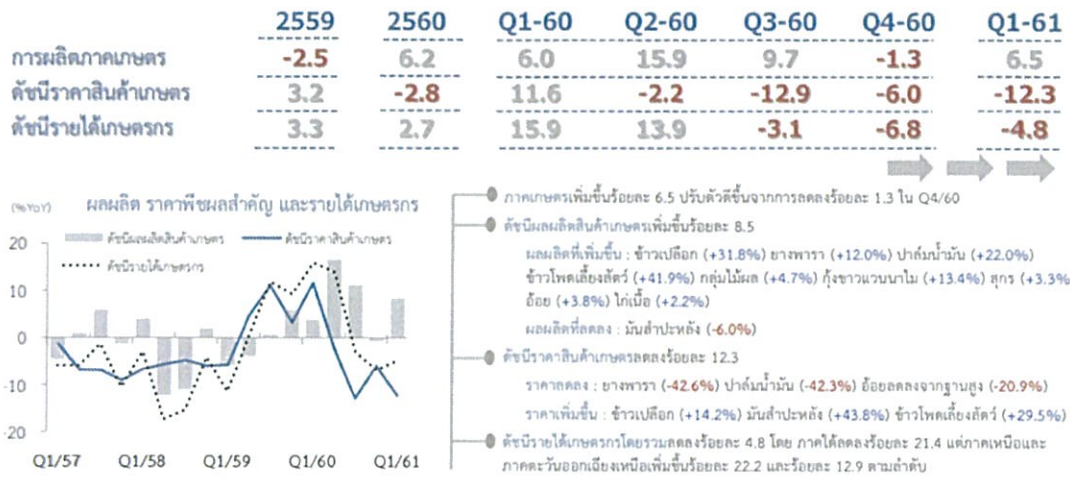 2559 2560 Q1-60 Q2-60 Q3-60 Q4-60 Q1-61
การผลิตภาคเกษตร -2.5 6.2 6.0 15.9 9.7 -1.3 6.5
ดัชนีราคาสินค้าเกษตร 3.2 -2.8 11.6 -2.2 -12.9 -6.0 -12.3
ดัชนีรายได้เกษตรกร 3.3 2.7 15.9 13.9 -3.1 -6.8 -4.8
(%YoY) ผลผลิต ราคาพืชผลสำคัญ และรายได้เกษตรกร
ดัชนีผลผลิตสินค้าเกษตร ดัชนีราคาสินค้าเกษตร
ดัชนีรายได้เกษตรกร
20
10
0
-10
-20
Q1/57 Q1/58 Q1/59 Q1/60 Q1/61
ภาคเกษตรเพิ่มขึ้นร้อยละ 6.5 ปรับตัวดีขึ้นจากการลดลงร้อยละ 1.3 ใน Q4/60
ดัชนีผลผลิตสินค้าเกษตรเพิ่มขึ้นร้อยละ 8.5
ผลผลิตที่เพิ่มขึ้น : ข้าวเปลือก (+31.8%) ยางพารา (+12.0%) ปาล์มน้ำมัน (+22.0%)
ข้าวโพดเลี้ยงสัตว์ (+41.9%) กลุ่มไม้ผล (+4.7%) กุ้งขาวแวนนาไม (+13.4%) สุกร (+3.3%
อ้อย (+3.8%) ไก่เนื้อ (+2.2%)
ผลผลิตที่ลดลง : มันสำปะหลัง (-6.0%)
ดัชนีราคาสินค้าเกษตรลดลงร้อยละ 12.3
ราคาลดลง : ยางพารา (-42.6%) ปาล์มน้ำมัน (-42.3%) อ้อยลดลงจากฐานสูง (-20.9%)
ราคาเพิ่มขึ้น : ข้าวเปลือก (+14.2%) มันสำปะหลัง (+43.8%) ข้าวโพดเลี้ยงสัตว์ (+29.5%)
ดัชนีรายได้เกษตรกรโดยรวมลดลงร้อยละ 4.8 โดย ภาคใต้ลดลงร้อยละ 21.4 แต่ภาคเหนือและ
ภาคตะวันออกเฉียงเหนือเพิ่มขึ้นร้อยละ 22.2 และร้อยละ 12.9 ตามลำดับ